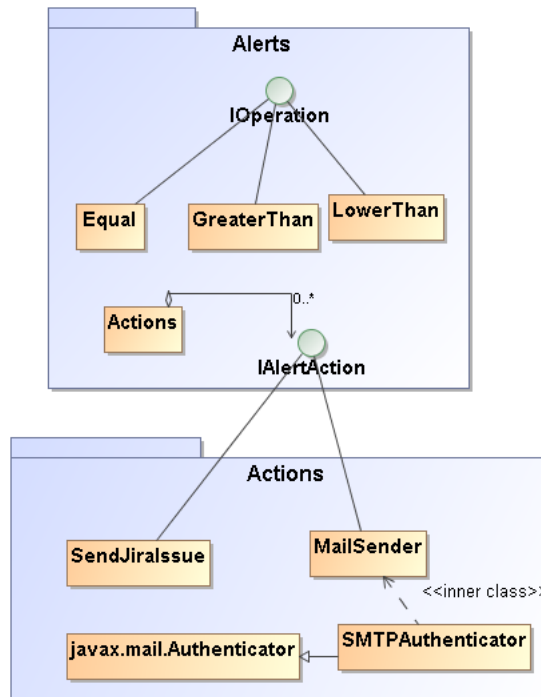 Alerts
IOperation
Equal
GreaterThan
LowerThan
Actions
0..*
IAlertAction
Actions
SendJiraIssue
MailSender
<<inner class>>
javax.mail.Authenticator
SMTPAuthenticator